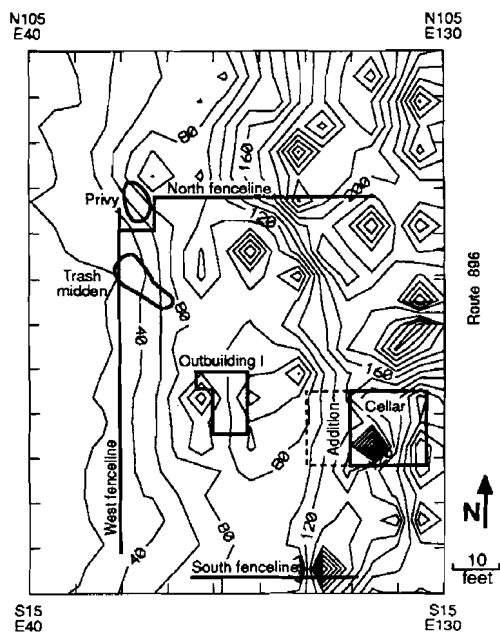 N105
E40
N105
E130
80
160
200
Privy
North fenceline
120
Trash
midden
80
40
Route 896
160
Outbuilding I
Cellar
Addition
West fenceline
80
80
120
N
40
South fenceline
10
feet
S15
E40
S15
E130